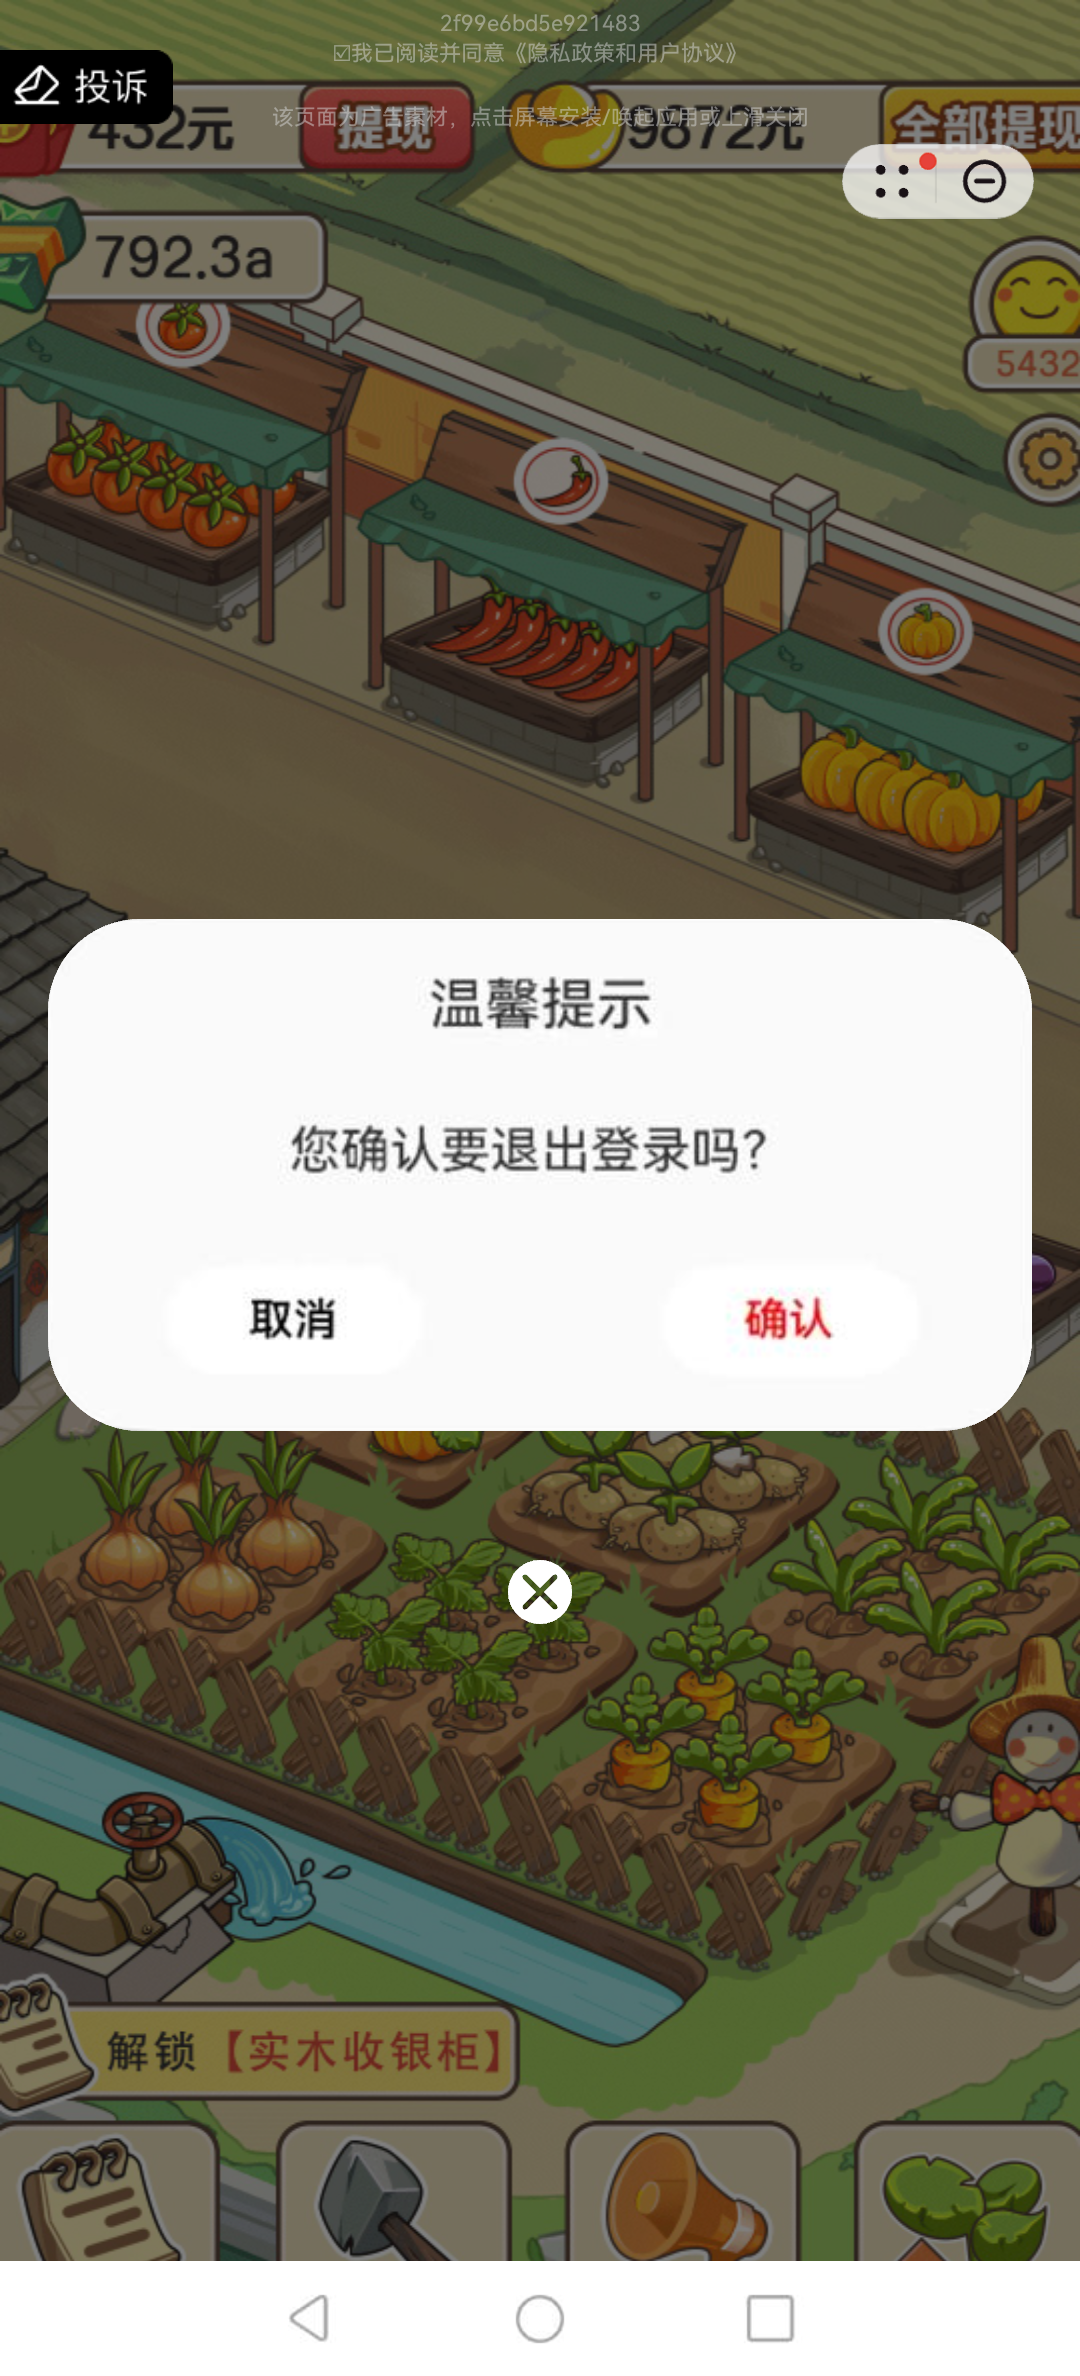 2f99e6bd5e921483
☑我已阅读并同意《隐私政策和用户协议》
投诉
该页面为广告素材，点击屏幕安装/唤起应用或上滑关闭
432元
提现
9872元
全部提现
792.3a
5432
温馨提示
您确认要退出登录吗?
取消
确认
解锁【实木收银柜】